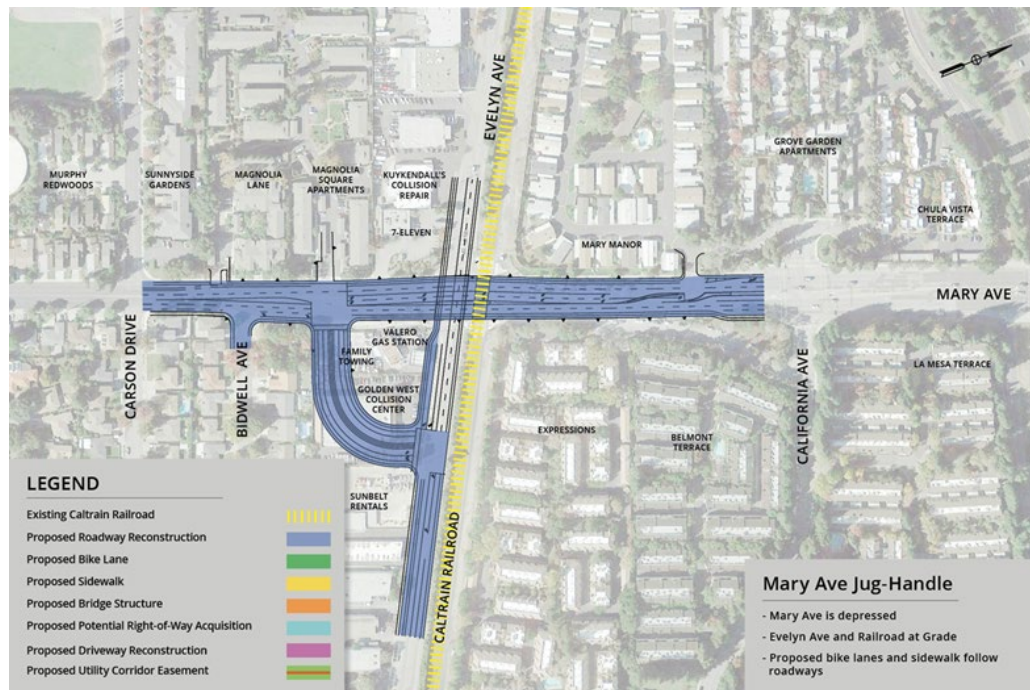 EVELYN AVE
GROVE GARDEN
APARTMENTS
MURPHY
REDWOODS
SUNNYSIDE
GARDENS
MAGNOLIA
LANE
MAGNOLIA
SQUARE
APARTMENTS
KUYKENDALL'S
COLLISION
REPAIR
CHULA VISTA
TERRACE
7-ELEVEN
MARY MANOR
MARY AVE
CARSON DRIVE
BIDWELL AVE
VALERO
GAS STATION
FAMILY
TOWING
GOLDEN WEST
COLLISION
CENTER
CALIFORNIA AVE
LA MESA TERRACE
EXPRESSIONS
BELMONT
TERRACE
SUNBELT
RENTALS
CALTRAIN RAILROAD
LEGEND
Existing Caltrain Railroad
Proposed Roadway Reconstruction
Proposed Bike Lane
Proposed Sidewalk
Proposed Bridge Structure
Proposed Potential Right-of-Way Acquisition
Proposed Driveway Reconstruction
Proposed Utility Corridor Easement
Mary Ave Jug-Handle
- Mary Ave is depressed
- Evelyn Ave and Railroad at Grade
- Proposed bike lanes and sidewalk follow
roadways